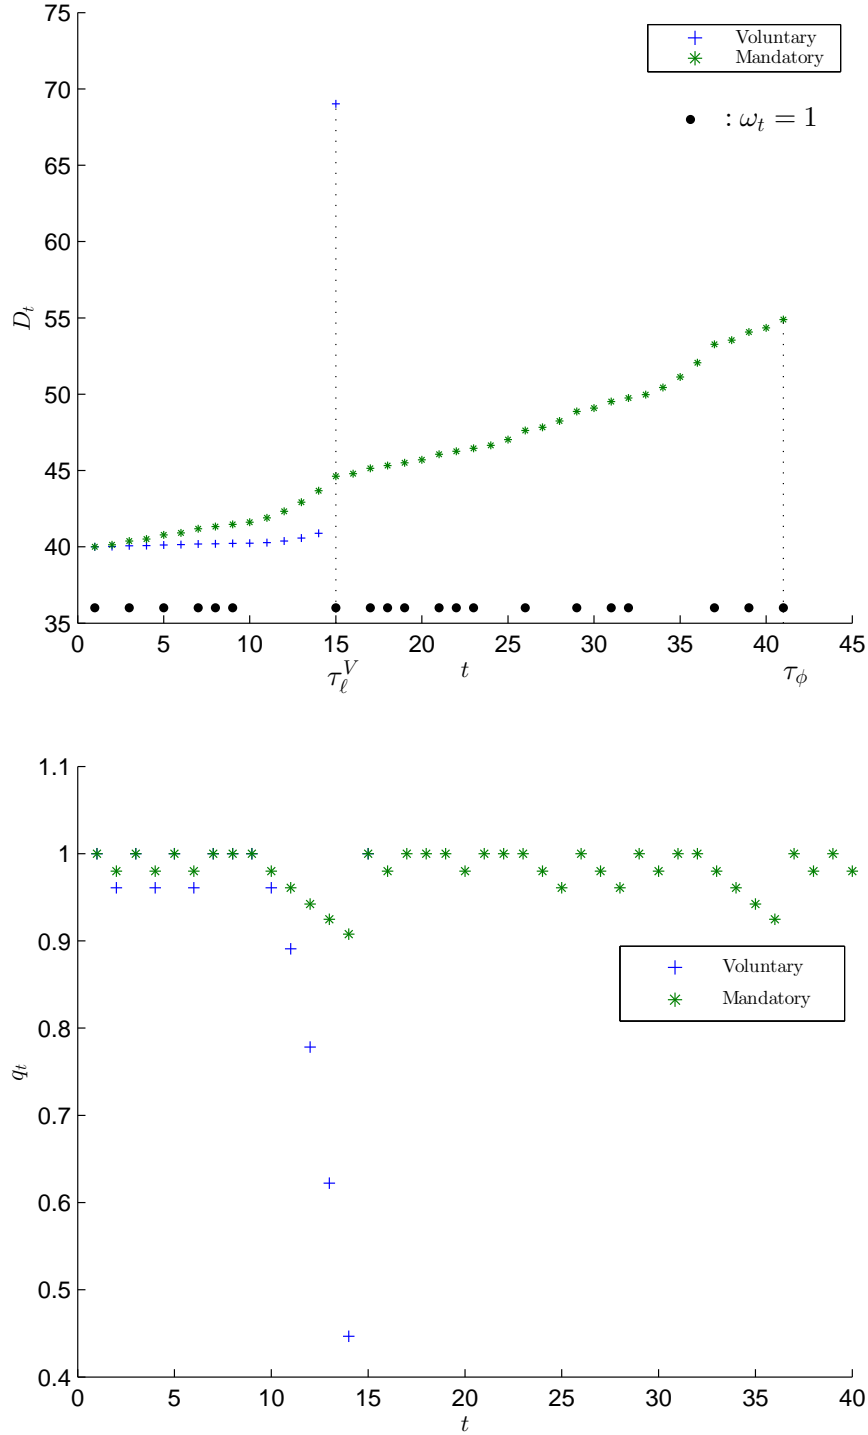 75
70
65
60
55
50
45
40
35
D_t
Voluntary
Mandatory
: ω_t = 1
0 5 10 15 20 25 30 35 40 45
τ_ℓ^V t τ_ϕ
1.1
1
0.9
0.8
0.7
0.6
0.5
0.4
q_t
Voluntary
Mandatory
0 5 10 15 20 25 30 35 40
t